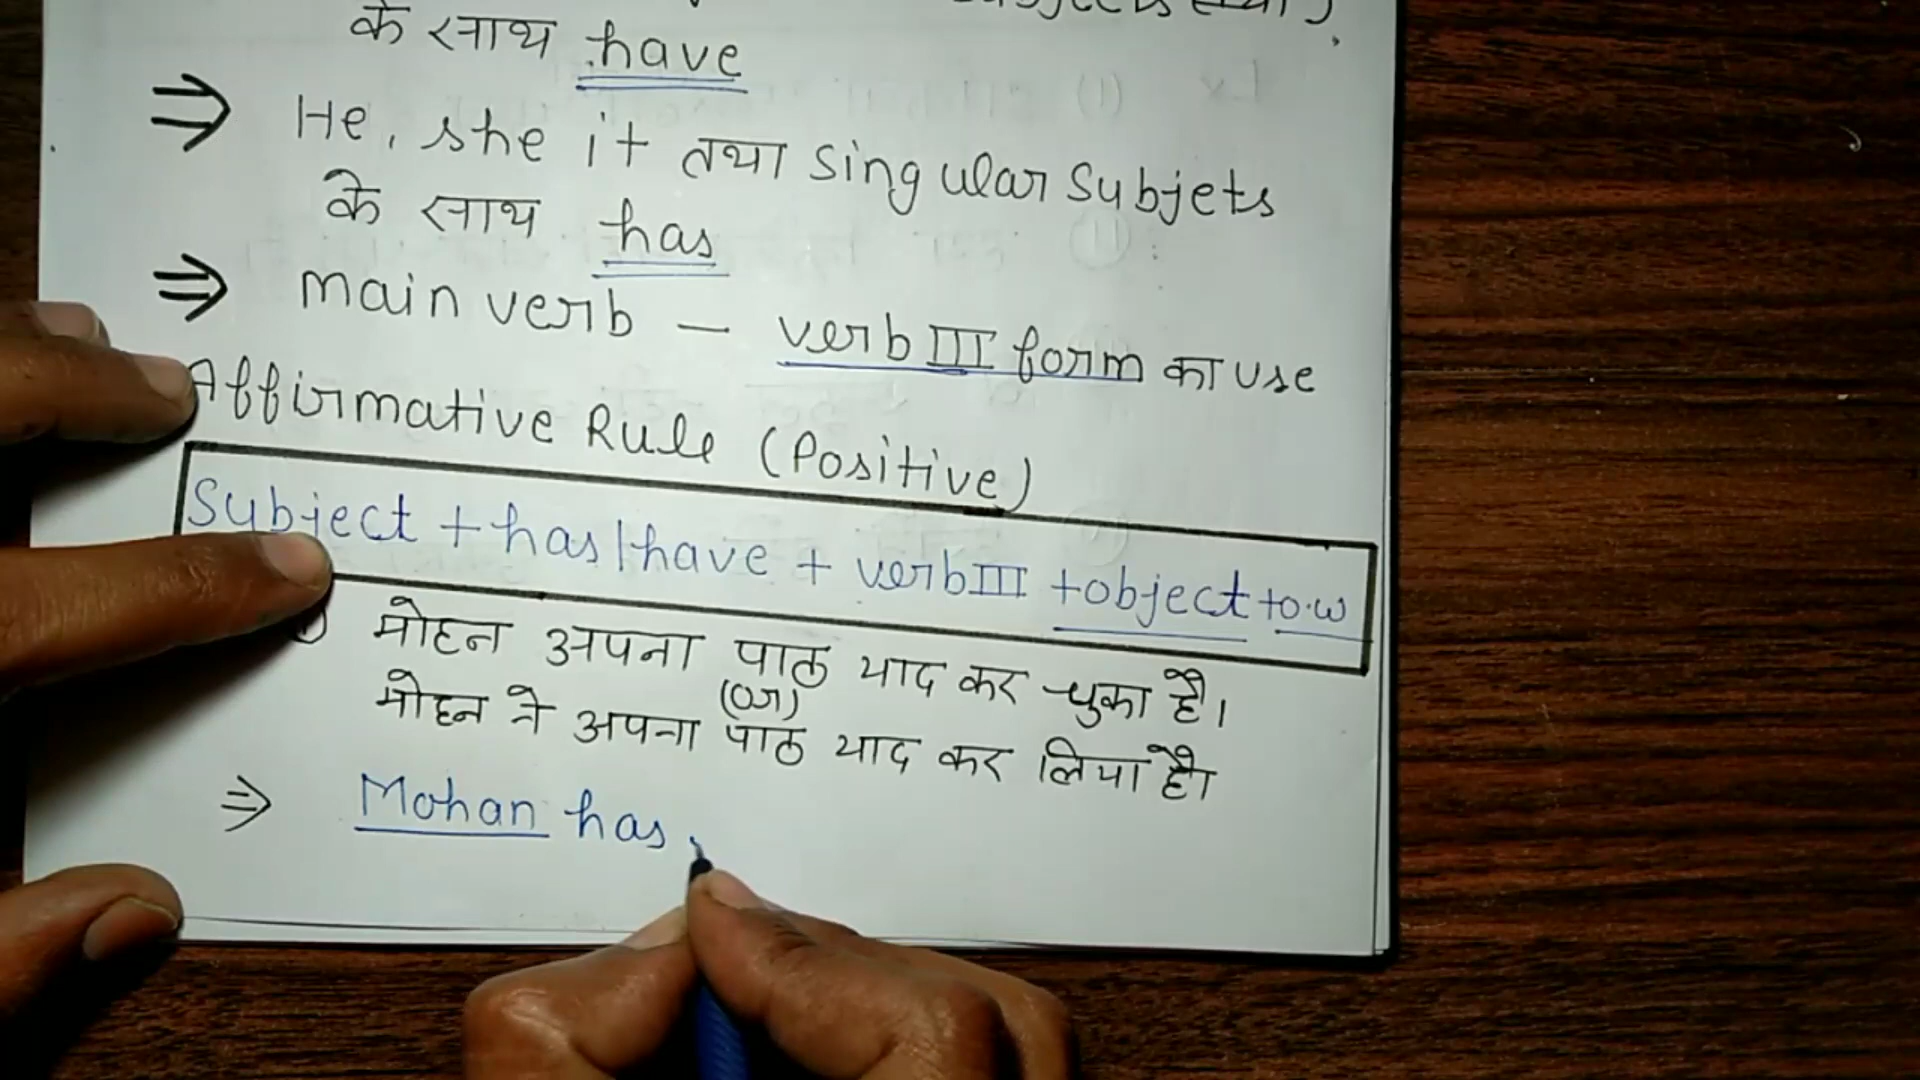 के साथ have
⇒ He, she it तथा singular subjets
के साथ has
⇒ main verb — verb III form का use
Affirmative Rule (Positive)
Subject + has/have + verb III + object + o.w
मोहन अपना पाठ याद कर चुका है।
(or)
मोहन ने अपना पाठ याद कर लिया है।
⇒ Mohan has